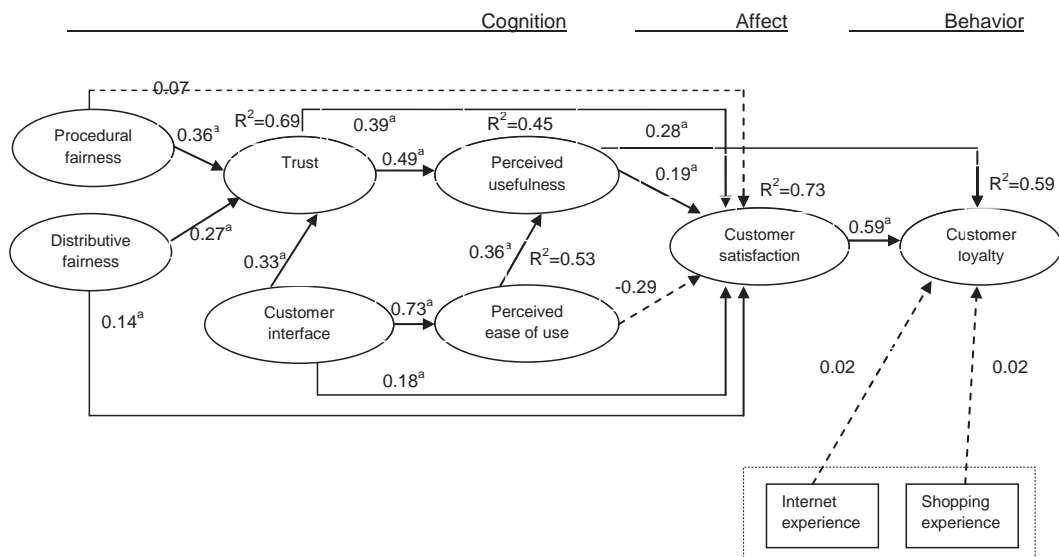 Cognition
Affect
Behavior
0.07
R²=0.69
0.39ᵃ
R²=0.45
0.28ᵃ
Procedural
fairness
0.36ᵃ
Trust
0.49ᵃ
Perceived
usefulness
0.19ᵃ
R²=0.73
R²=0.59
Distributive
fairness
0.27ᵃ
Customer
satisfaction
0.59ᵃ
Customer
loyalty
0.33ᵃ
0.36ᵃ
R²=0.53
-0.29
0.14ᵃ
Customer
interface
0.73ᵃ
Perceived
ease of use
0.18ᵃ
0.02
0.02
Internet
experience
Shopping
experience